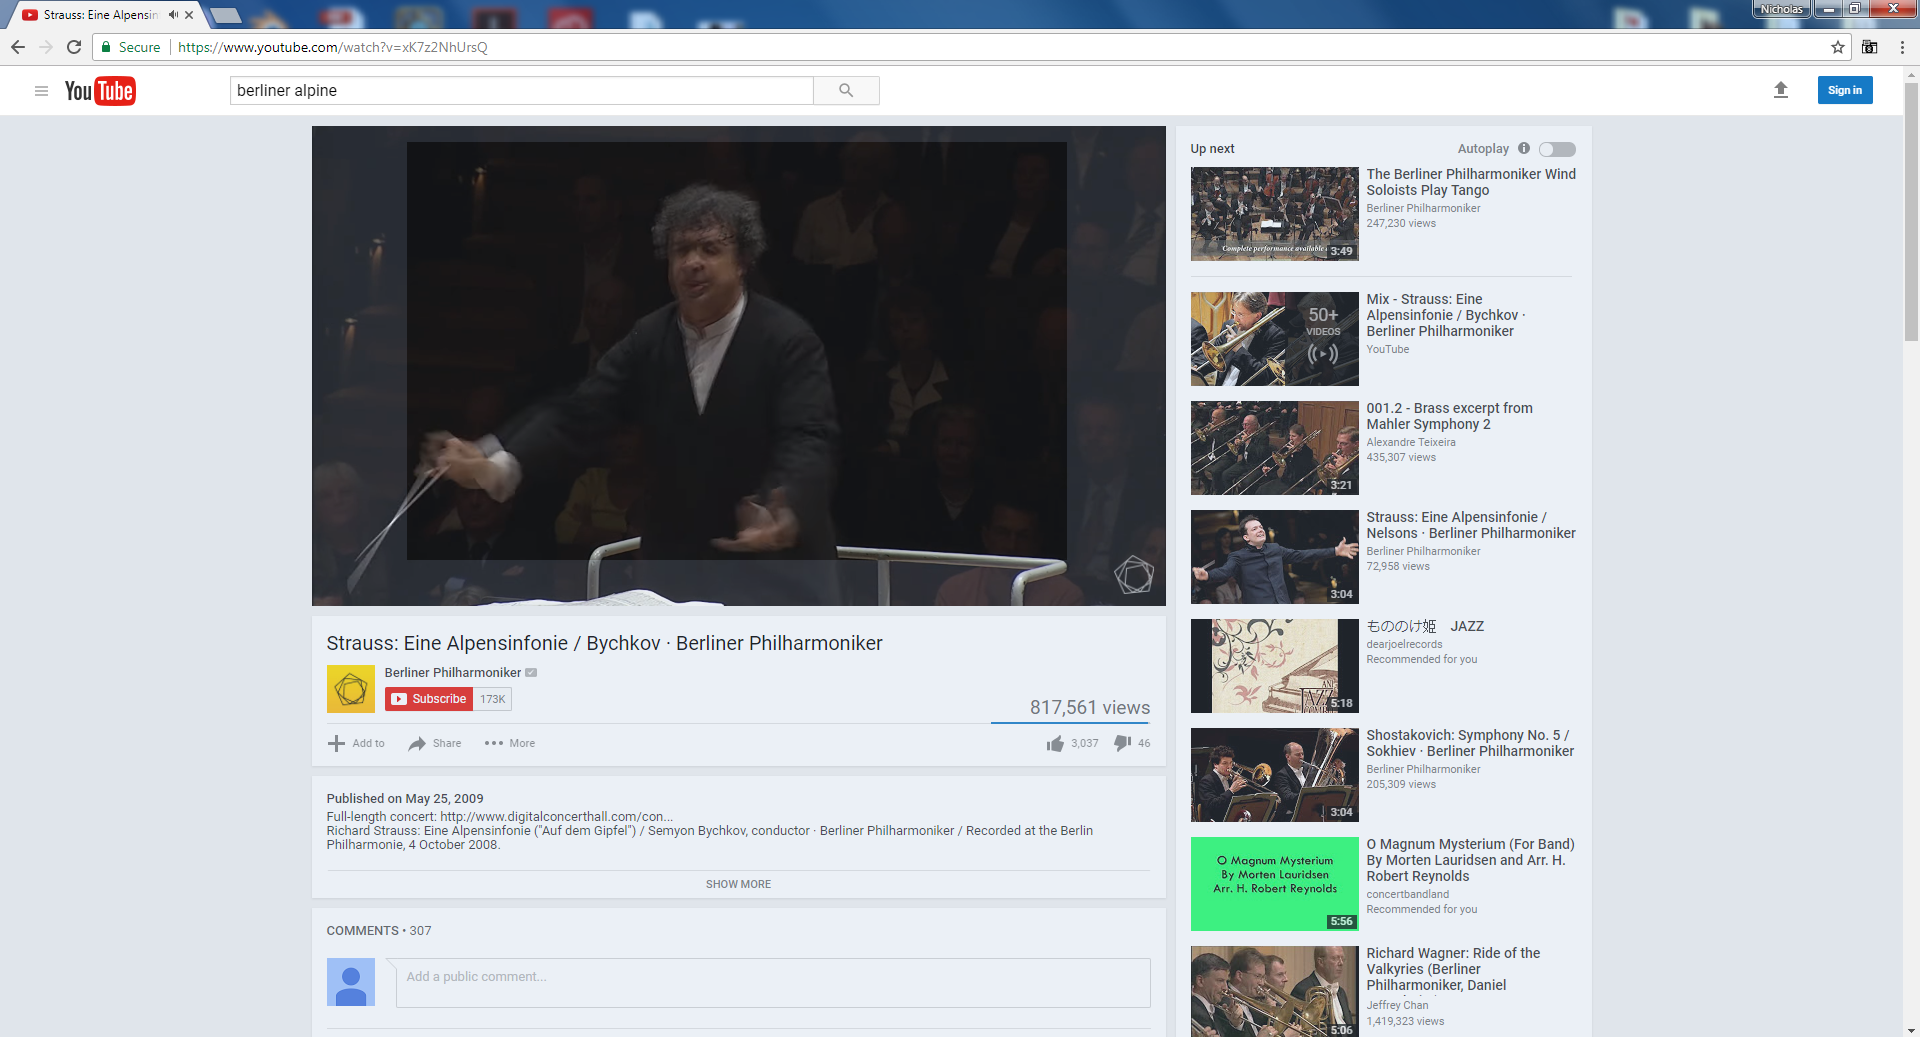 Strauss: Eine Alpensin
Nicholas
Secure
https://www.youtube.com/watch?v=xK7z2NhUrsQ
YouTube
berliner alpine
Sign in
Strauss: Eine Alpensinfonie / Bychkov · Berliner Philharmoniker
Berliner Philharmoniker
Subscribe
173K
817,561 views
Add to
Share
More
3,037
46
Published on May 25, 2009
Full-length concert: http://www.digitalconcerthall.com/con...
Richard Strauss: Eine Alpensinfonie ("Auf dem Gipfel") / Semyon Bychkov, conductor · Berliner Philharmoniker / Recorded at the Berlin
Philharmonie, 4 October 2008.
SHOW MORE
COMMENTS • 307
Add a public comment...
Up next
Autoplay
Complete performance available
3:49
The Berliner Philharmoniker Wind
Soloists Play Tango
Berliner Philharmoniker
247,230 views
50+
VIDEOS
Mix - Strauss: Eine
Alpensinfonie / Bychkov ·
Berliner Philharmoniker
YouTube
3:21
001.2 - Brass excerpt from
Mahler Symphony 2
Alexandre Teixeira
435,307 views
3:04
Strauss: Eine Alpensinfonie /
Nelsons · Berliner Philharmoniker
Berliner Philharmoniker
72,958 views
JAZZ
5:18
もののけ姫 JAZZ
dearjoelrecords
Recommended for you
3:04
Shostakovich: Symphony No. 5 /
Sokhiev · Berliner Philharmoniker
Berliner Philharmoniker
205,309 views
O Magnum Mysterium
By Morten Lauridsen
Arr. H. Robert Reynolds
5:56
O Magnum Mysterium (For Band)
By Morten Lauridsen and Arr. H.
Robert Reynolds
concertbandland
Recommended for you
5:06
Richard Wagner: Ride of the
Valkyries (Berliner
Philharmoniker, Daniel
Jeffrey Chan
1,419,323 views